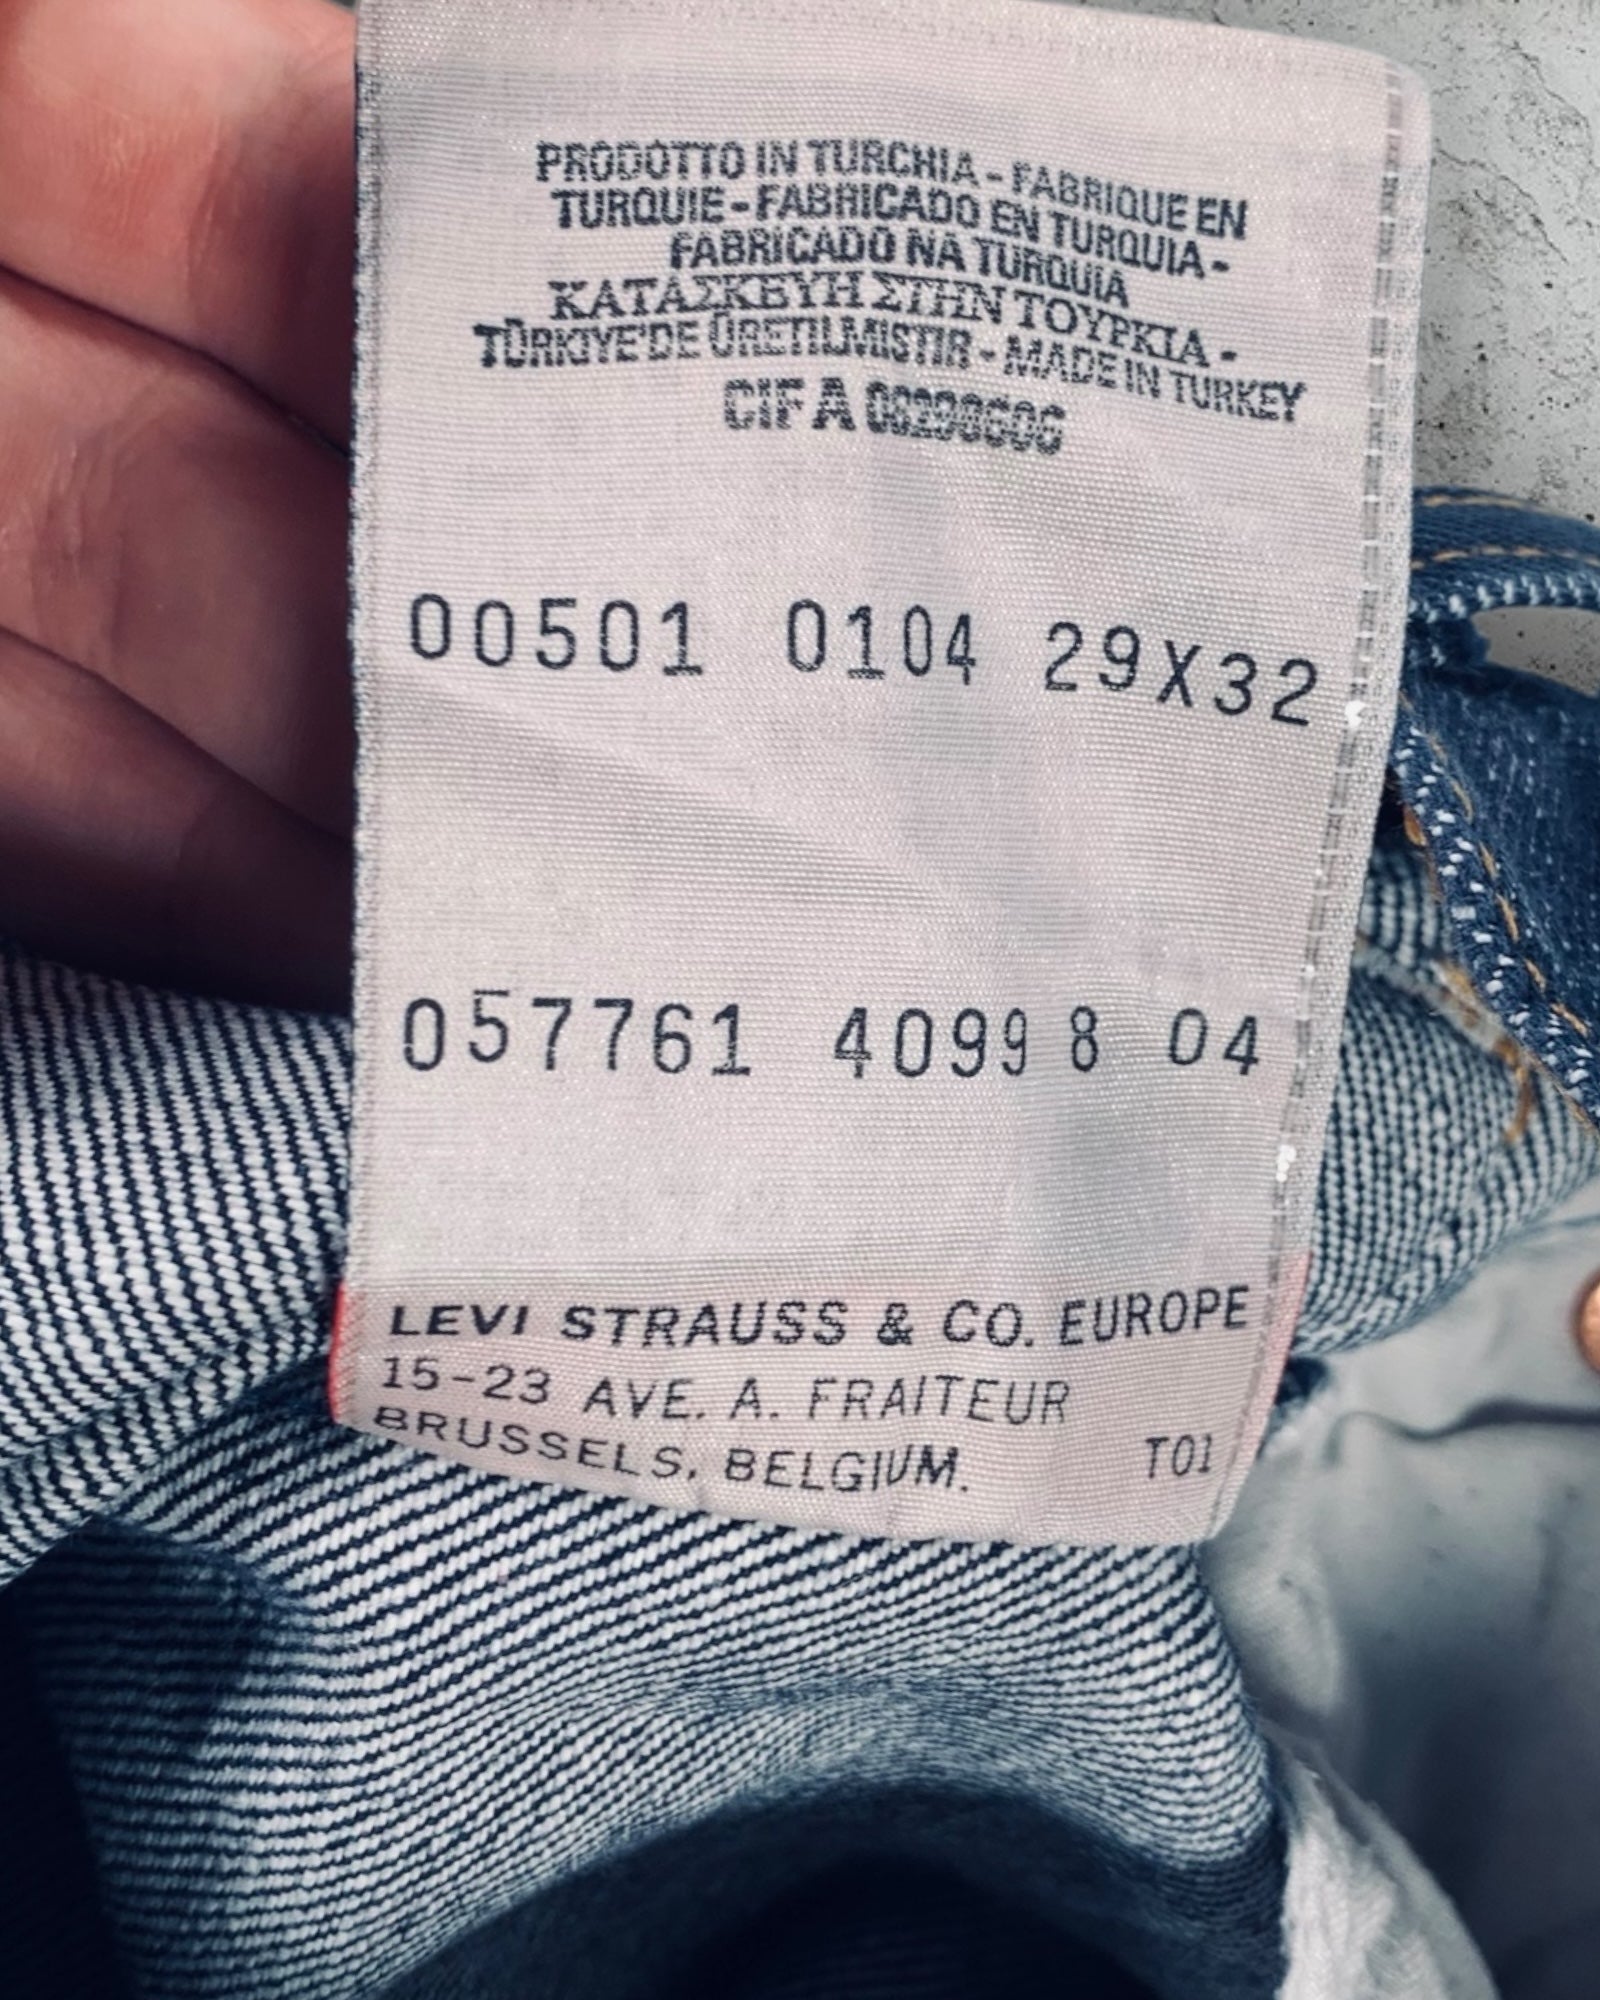 PRODOTTO IN TURCHIA - FABRIQUE EN
TURQUIE - FABRICADO EN TURQUIA -
FABRICADO NA TURQUIA
ΚΑΤΑΣΚΕΥΗ ΣΤΗΝ ΤΟΥΡΚΙΑ -
TÜRKIYE'DE ÜRETILMISTIR - MADE IN TURKEY
CIF A 08298606
00501 0104 29X32
057761 4099 8 04
LEVI STRAUSS & CO. EUROPE
15-23 AVE. A. FRAITEUR
BRUSSELS, BELGIUM. T01